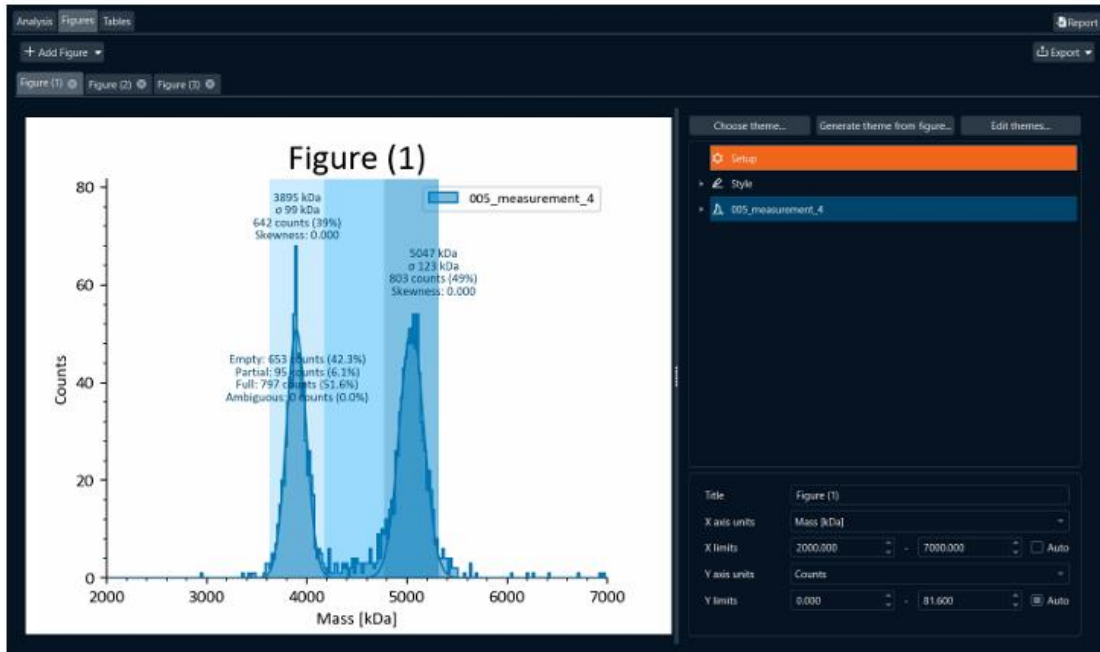 Analysis Figures Tables
Report
+ Add Figure
Export
Figure (1) Figure (2) Figure (3)
Choose theme... Generate theme from figure... Edit themes...
Setup
Style
005_measurement_4
Figure (1)
005_measurement_4
3895 kDa
σ 99 kDa
642 counts (39%)
Skewness: 0.000
5047 kDa
σ 123 kDa
803 counts (49%)
Skewness: 0.000
Empty: 653 counts (42.3%)
Partial: 95 counts (6.1%)
Full: 797 counts (51.6%)
Ambiguous: 0 counts (0.0%)
Counts
80
60
40
20
0
2000 3000 4000 5000 6000 7000
Mass [kDa]
Title Figure (1)
X axis units Mass [kDa]
X limits 2000.000 - 7000.000 Auto
Y axis units Counts
Y limits 0.000 - 81.600 Auto